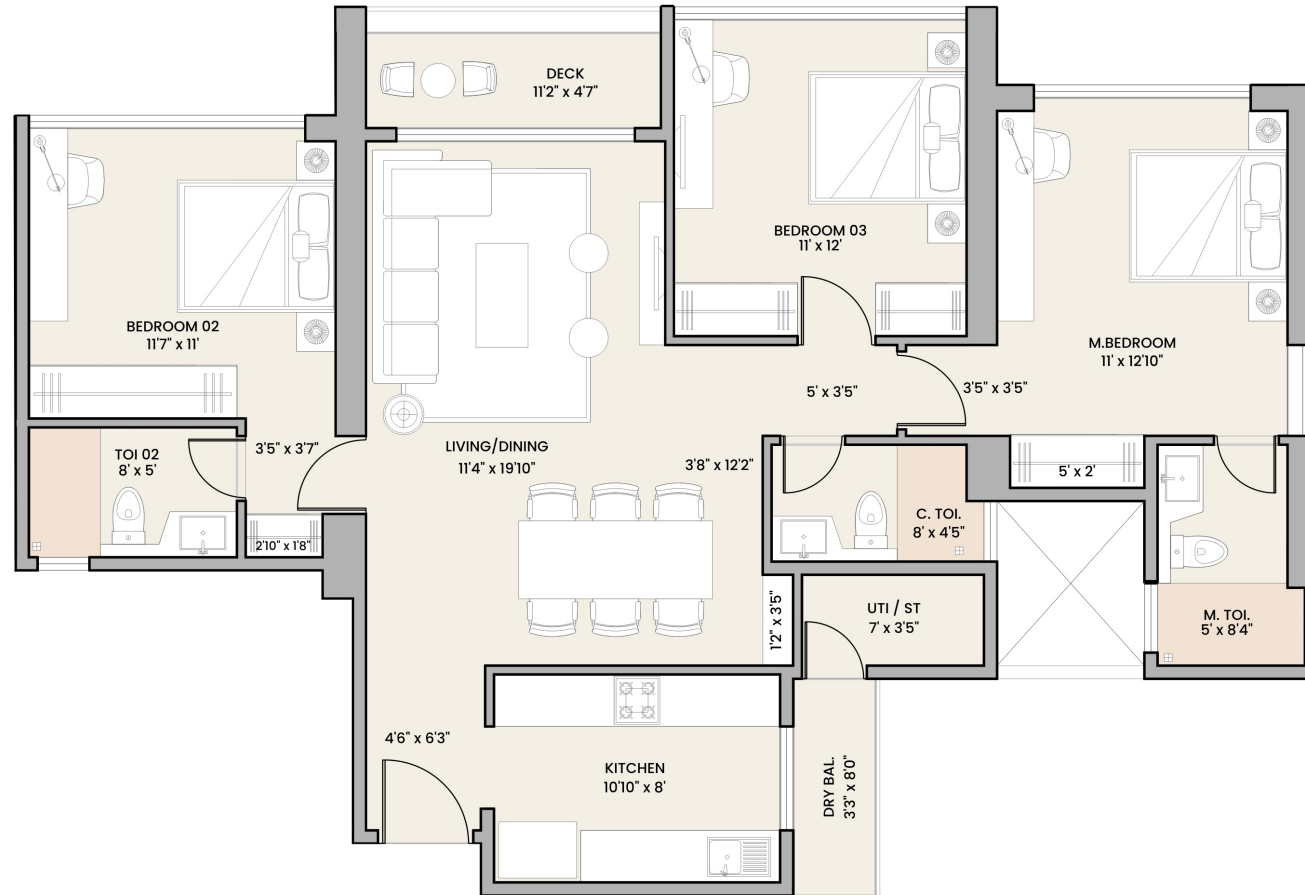 DECK
11'2" x 4'7"
BEDROOM 03
11' x 12'
BEDROOM 02
11'7" x 11'
M.BEDROOM
11' x 12'10"
5' x 3'5"
3'5" x 3'5"
TOI 02
8' x 5'
3'5" x 3'7"
LIVING/DINING
11'4" x 19'10"
3'8" x 12'2"
5' x 2'
C. TOI.
8' x 4'5"
2'10" x 1'8"
1'2" x 3'5"
UTI / ST
7' x 3'5"
M. TOI.
5' x 8'4"
4'6" x 6'3"
KITCHEN
10'10" x 8'
DRY BAL.
3'3" x 8'0"